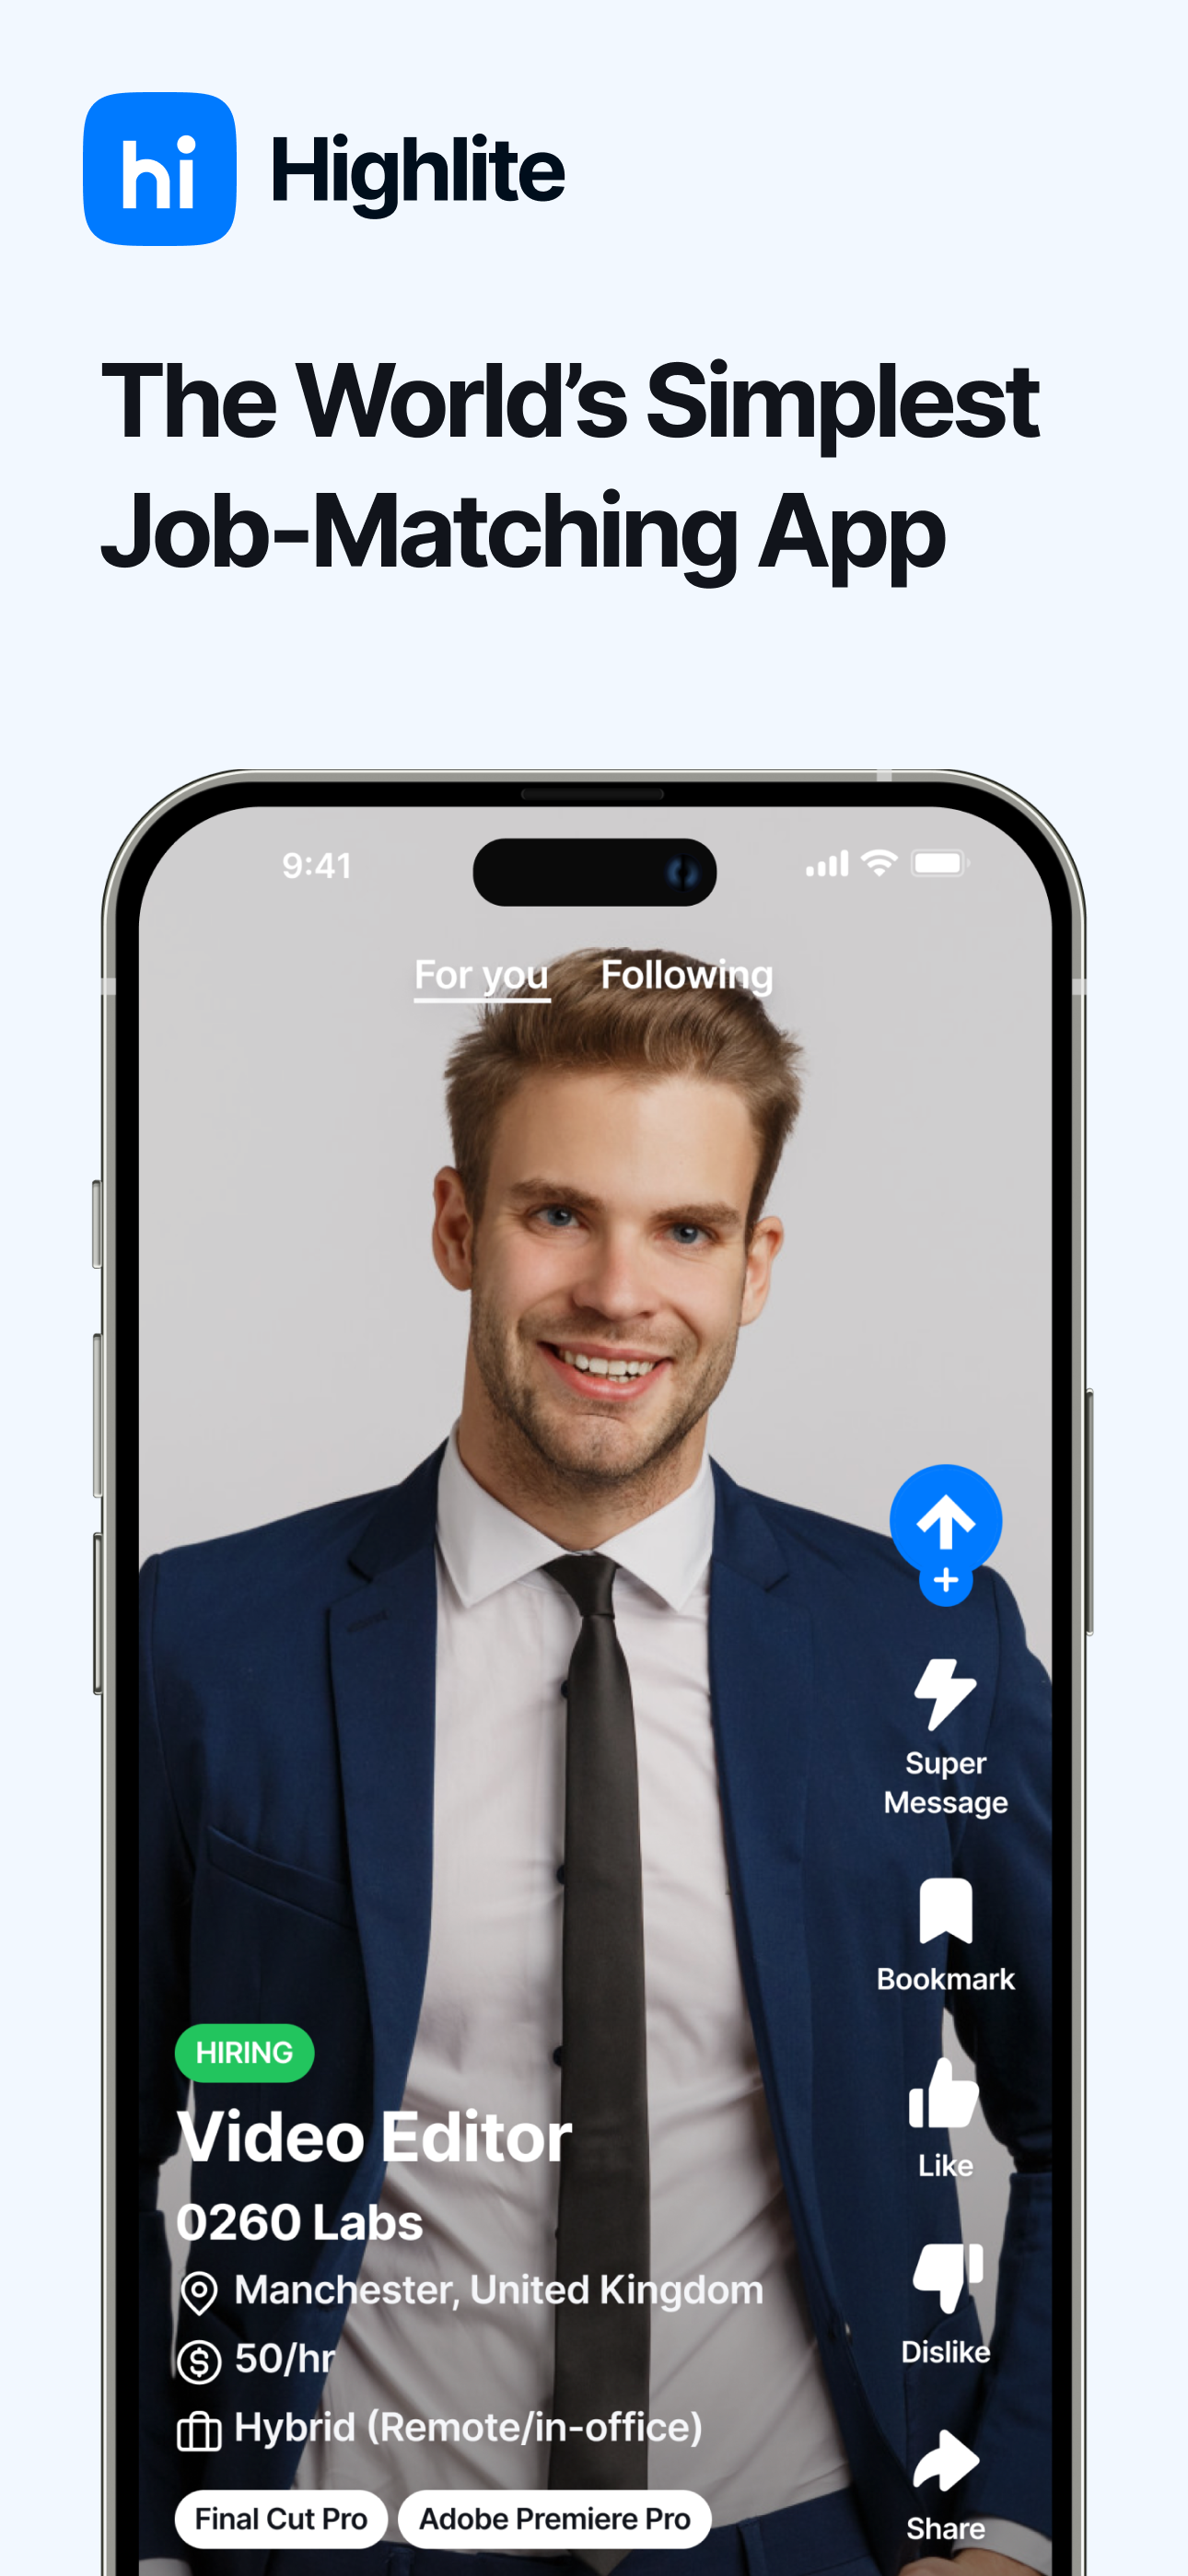 hi Highlite
The World’s Simplest
Job-Matching App
9:41
For you Following
Super
Message
Bookmark
HIRING
Video Editor
0260 Labs
Manchester, United Kingdom
50/hr
Hybrid (Remote/in-office)
Final Cut Pro Adobe Premiere Pro
Like
Dislike
Share